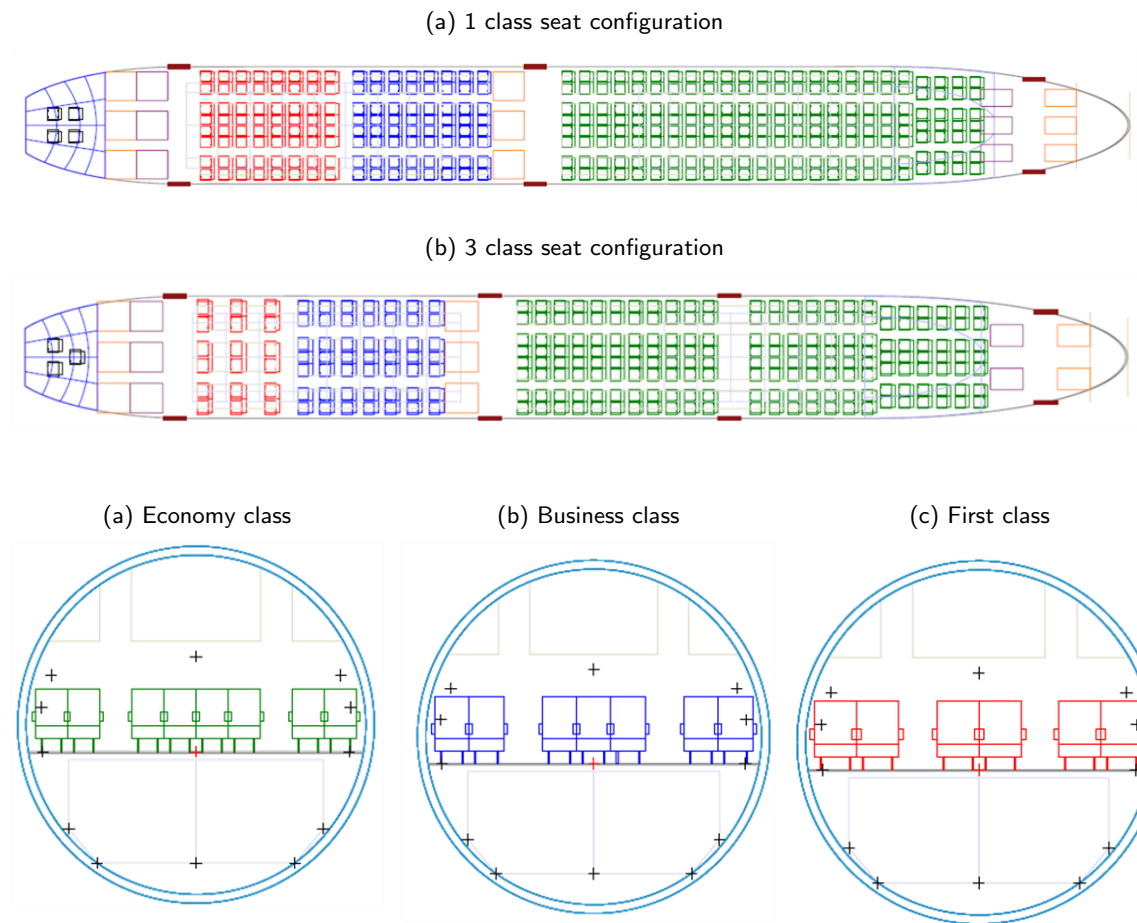 (a) 1 class seat configuration
(b) 3 class seat configuration
(a) Economy class
(b) Business class
(c) First class